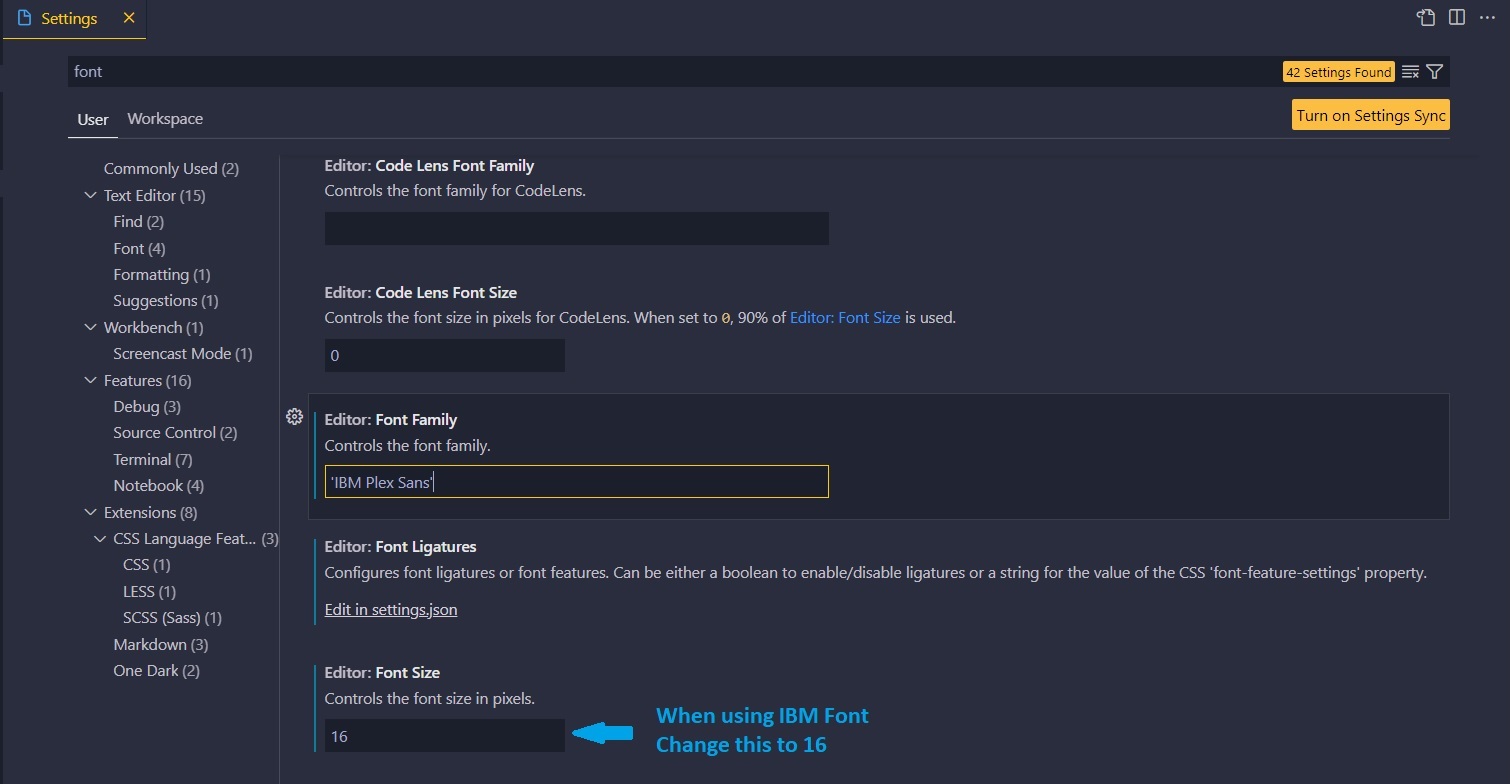 Settings
font
42 Settings Found
User
Workspace
Turn on Settings Sync
Commonly Used (2)
Text Editor (15)
Find (2)
Font (4)
Formatting (1)
Suggestions (1)
Workbench (1)
Screencast Mode (1)
Features (16)
Debug (3)
Source Control (2)
Terminal (7)
Notebook (4)
Extensions (8)
CSS Language Feat... (3)
CSS (1)
LESS (1)
SCSS (Sass) (1)
Markdown (3)
One Dark (2)
Editor: Code Lens Font Family
Controls the font family for CodeLens.
Editor: Code Lens Font Size
Controls the font size in pixels for CodeLens. When set to 0, 90% of Editor: Font Size is used.
0
Editor: Font Family
Controls the font family.
'IBM Plex Sans'
Editor: Font Ligatures
Configures font ligatures or font features. Can be either a boolean to enable/disable ligatures or a string for the value of the CSS 'font-feature-settings' property.
Edit in settings.json
Editor: Font Size
Controls the font size in pixels.
16
When using IBM Font
Change this to 16